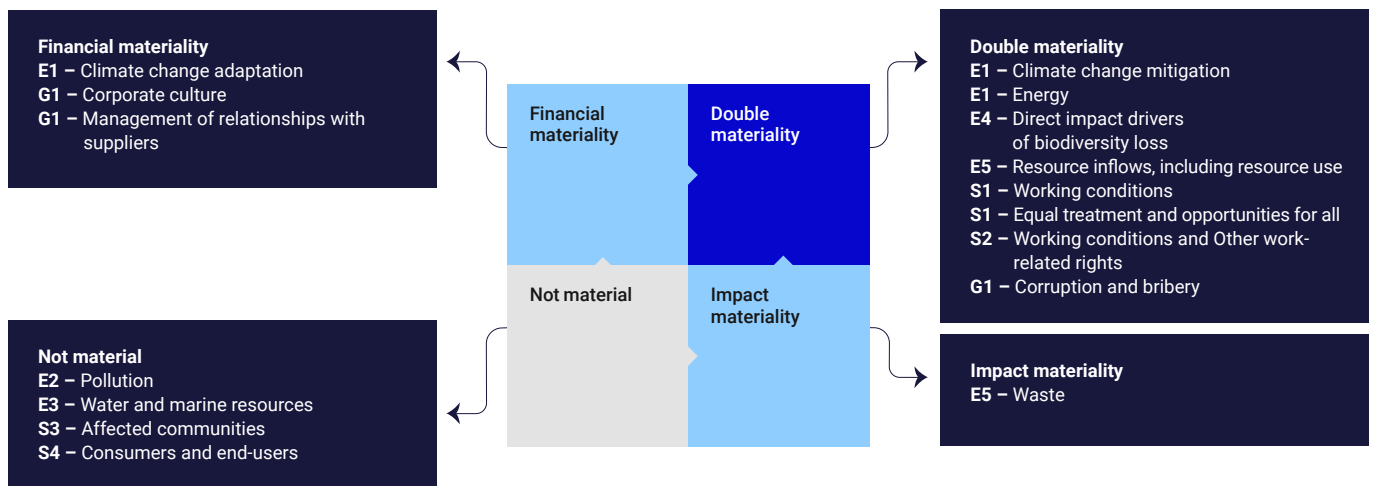 Financial materiality
E1 – Climate change adaptation
G1 – Corporate culture
G1 – Management of relationships with
suppliers
Financial
materiality
Double
materiality
Not material
Impact
materiality
Double materiality
E1 – Climate change mitigation
E1 – Energy
E4 – Direct impact drivers
of biodiversity loss
E5 – Resource inflows, including resource use
S1 – Working conditions
S1 – Equal treatment and opportunities for all
S2 – Working conditions and Other work-
related rights
G1 – Corruption and bribery
Not material
E2 – Pollution
E3 – Water and marine resources
S3 – Affected communities
S4 – Consumers and end-users
Impact materiality
E5 – Waste